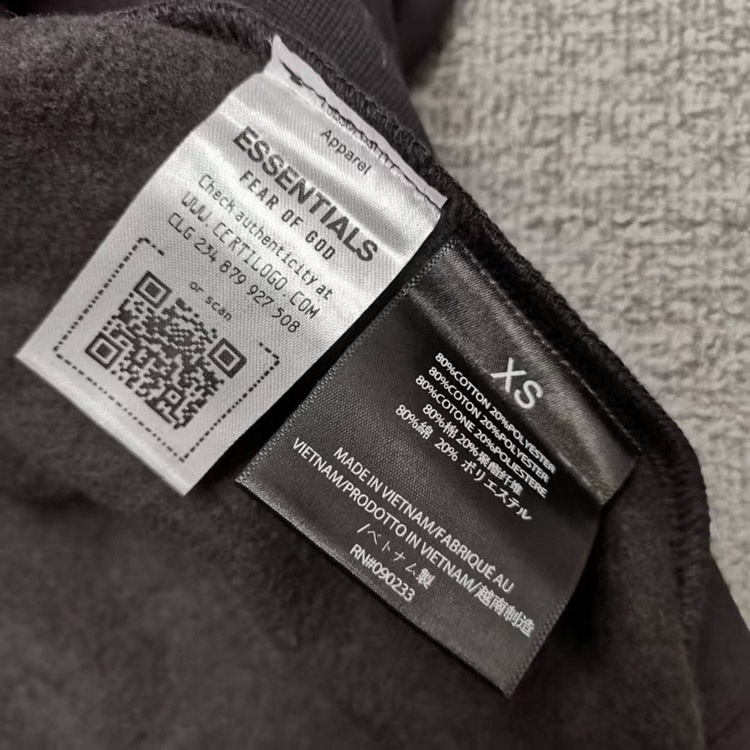 Apparel
ESSENTIALS
FEAR OF GOD
Check authenticity at
WWW.CERTILOGO.COM
CLG 234 879 927 508
or scan
XS
80%COTTON 20%POLYESTER
80%COTON 20%POLYESTER
80%COTONE 20%POLIESTERE
80%棉 20%聚酯纤维
80%綿 20% ポリエステル
MADE IN VIETNAM/FABRIQUÉ AU
VIETNAM/PRODOTTO IN VIETNAM/越南制造
/ベトナム製
RN#090233